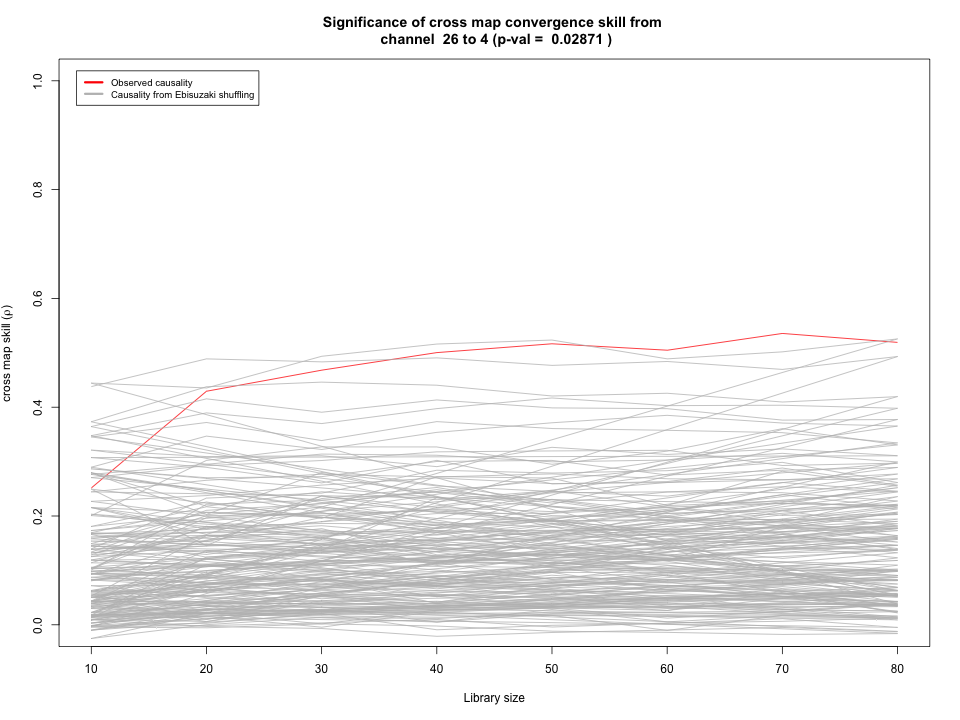 Significance of cross map convergence skill from
channel  26 to 4 (p-val =  0.02871 )
Observed causality
Causality from Ebisuzaki shuffling
cross map skill (ρ)
1.0
0.8
0.6
0.4
0.2
0.0
10 20 30 40 50 60 70 80
Library size